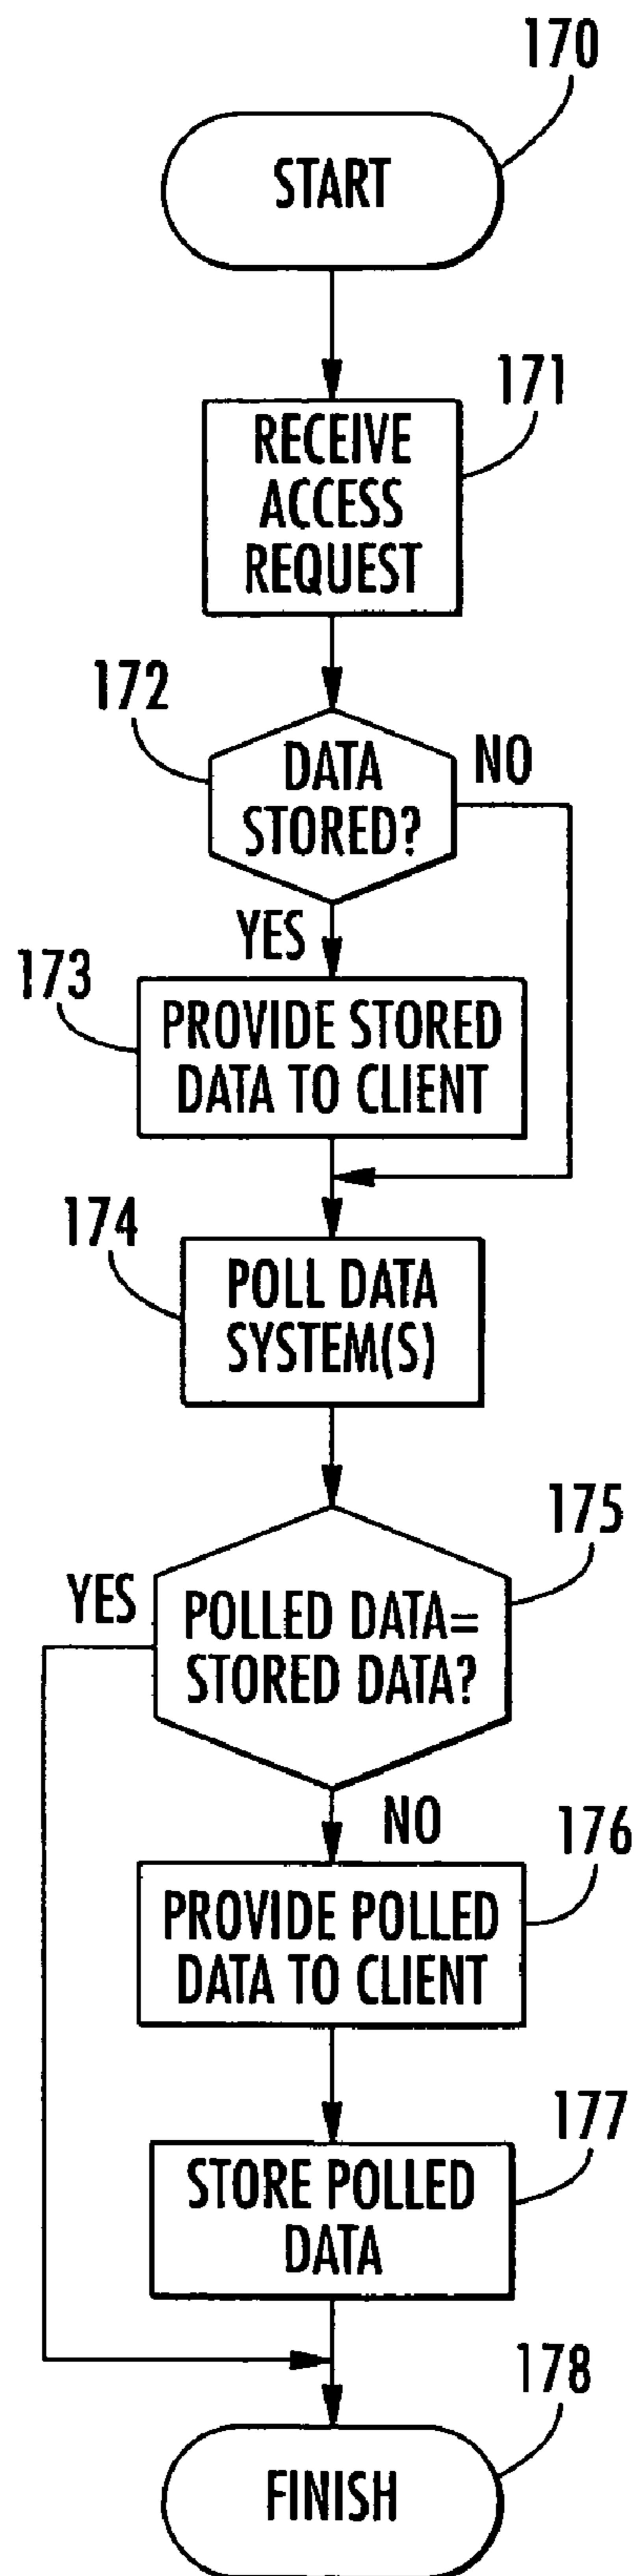 170
START
171
RECEIVE
ACCESS
REQUEST
172
DATA
STORED?
NO
YES
173
PROVIDE STORED
DATA TO CLIENT
174
POLL DATA
SYSTEM(S)
175
YES
POLLED DATA=
STORED DATA?
NO
176
PROVIDE POLLED
DATA TO CLIENT
177
STORE POLLED
DATA
178
FINISH